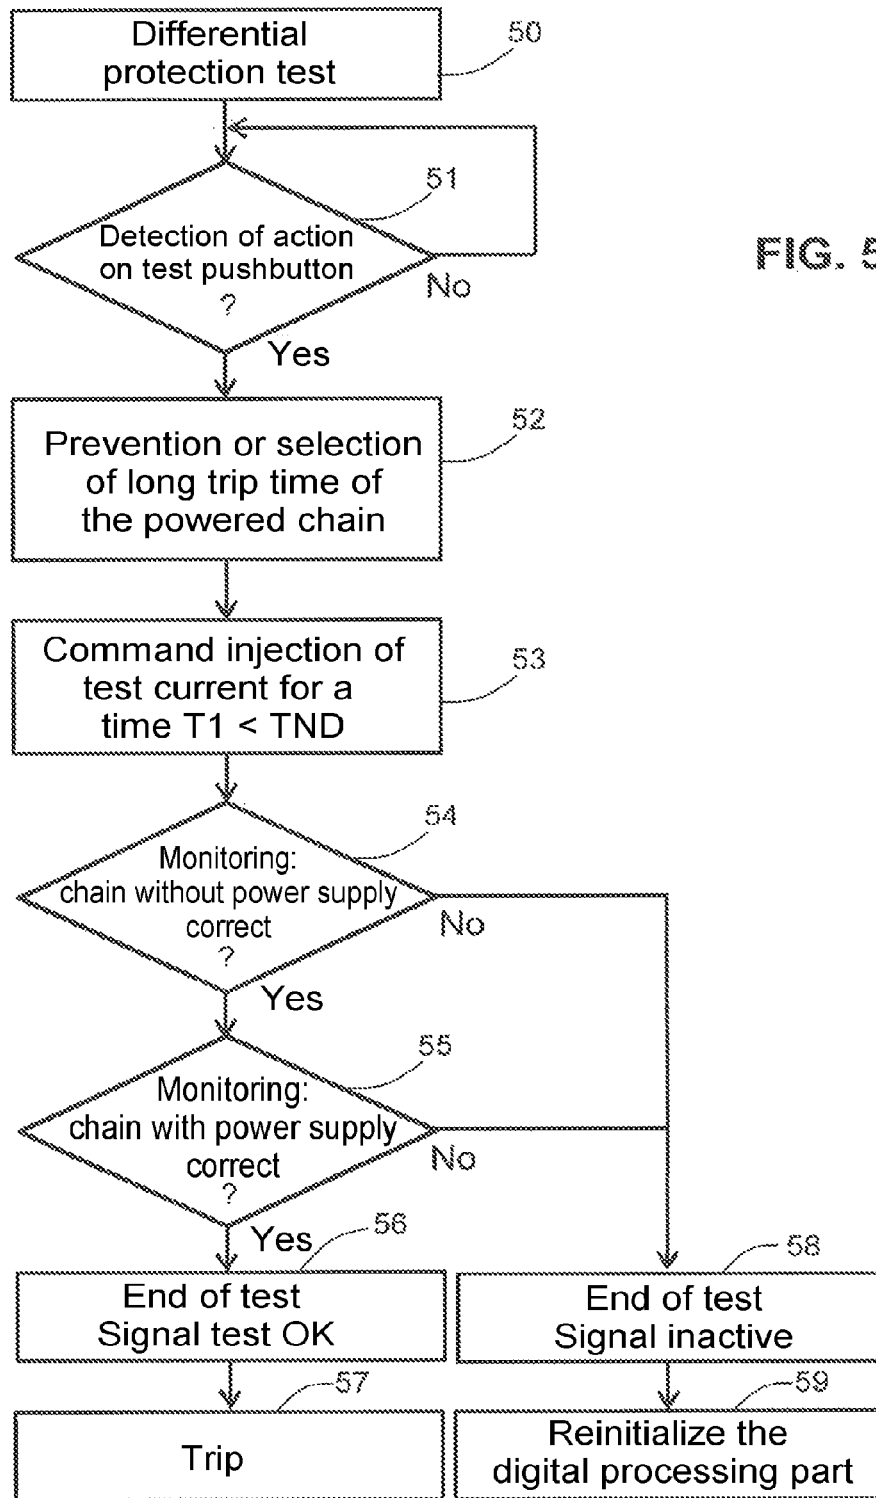 Differential
protection test
50
51
Detection of action
on test pushbutton
?
No
Yes
FIG. 5
52
Prevention or selection
of long trip time of
the powered chain
53
Command injection of
test current for a
time T1 < TND
54
Monitoring:
chain without power supply
correct
?
No
Yes
55
Monitoring:
chain with power supply
correct
?
No
Yes
56
End of test
Signal test OK
58
End of test
Signal inactive
57
Trip
59
Reinitialize the
digital processing part